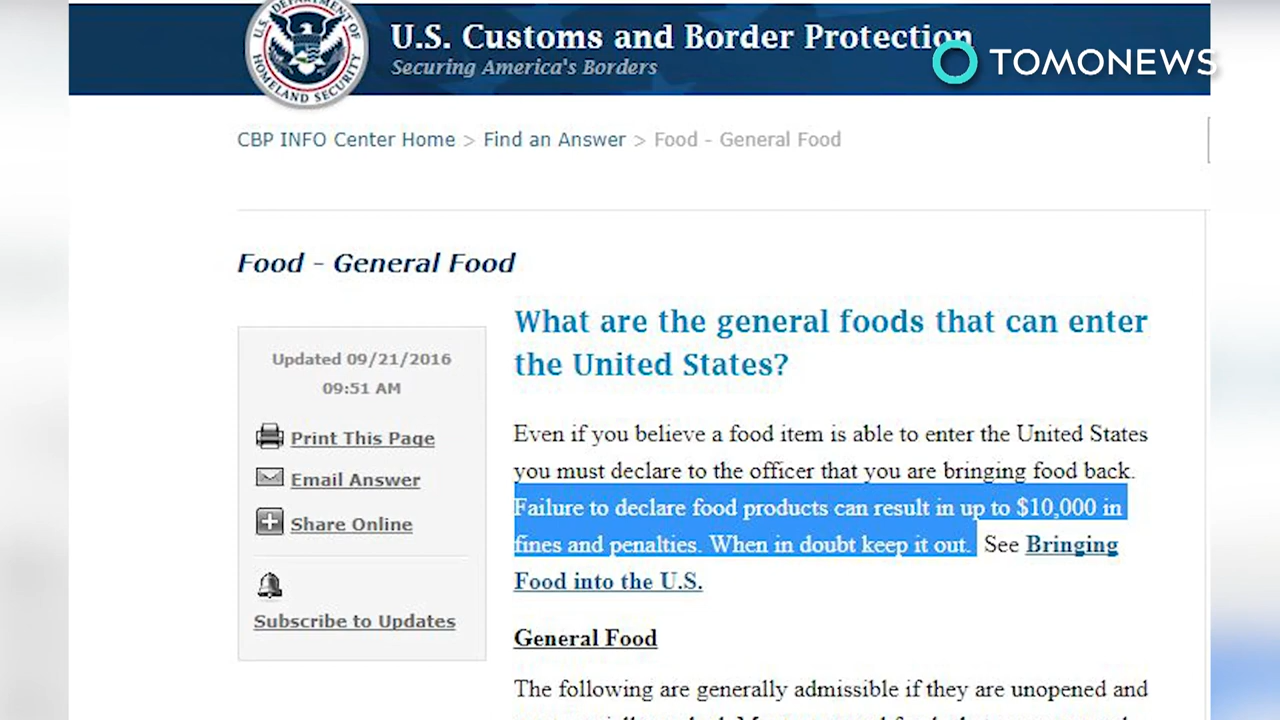 U.S. DEPARTMENT OF
HOMELAND SECURITY
U.S. Customs and Border Protection
Securing America's Borders
TOMONEWS
CBP INFO Center Home > Find an Answer > Food - General Food
Food - General Food
Updated 09/21/2016
09:51 AM
Print This Page
Email Answer
Share Online
Subscribe to Updates
What are the general foods that can enter
the United States?
Even if you believe a food item is able to enter the United States
you must declare to the officer that you are bringing food back.
Failure to declare food products can result in up to $10,000 in
fines and penalties. When in doubt keep it out. See Bringing
Food into the U.S.
General Food
The following are generally admissible if they are unopened and